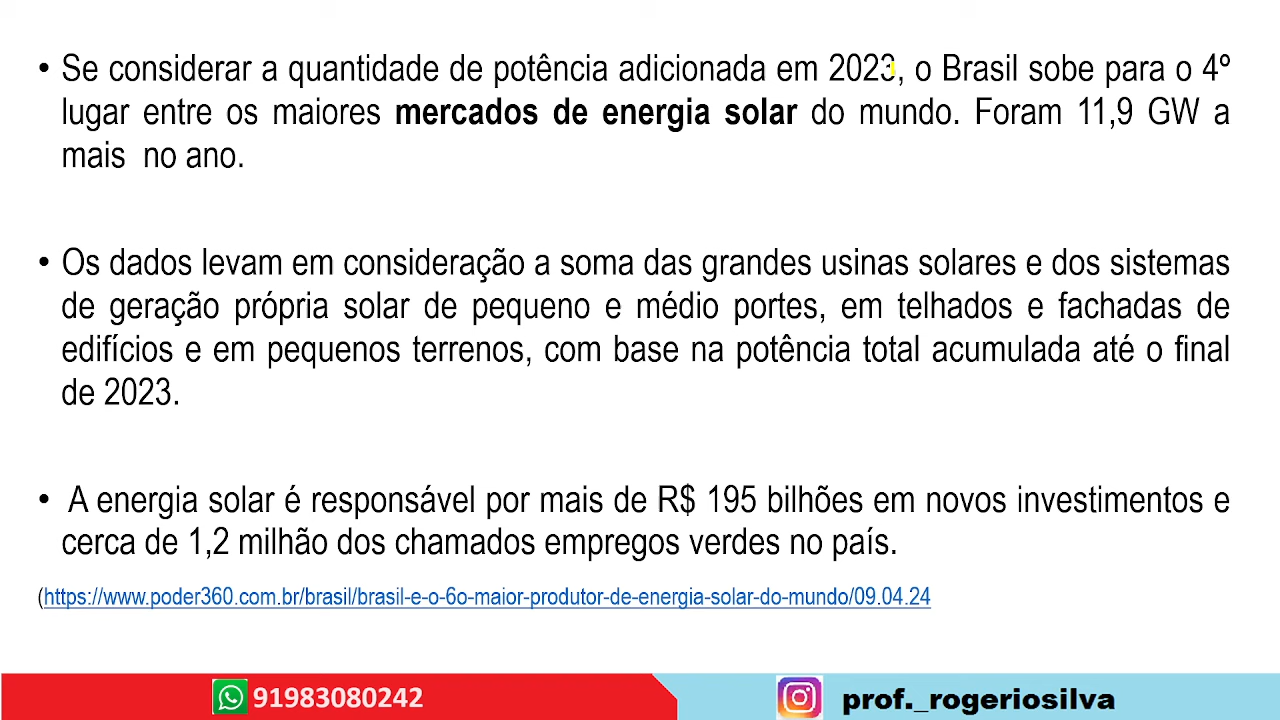 • Se considerar a quantidade de potência adicionada em 2023, o Brasil sobe para o 4º
lugar entre os maiores mercados de energia solar do mundo. Foram 11,9 GW a
mais no ano.
• Os dados levam em consideração a soma das grandes usinas solares e dos sistemas
de geração própria solar de pequeno e médio portes, em telhados e fachadas de
edifícios e em pequenos terrenos, com base na potência total acumulada até o final
de 2023.
• A energia solar é responsável por mais de R$ 195 bilhões em novos investimentos e
cerca de 1,2 milhão dos chamados empregos verdes no país.
(https://www.poder360.com.br/brasil/brasil-e-o-6o-maior-produtor-de-energia-solar-do-mundo/09.04.24
91983080242
prof._rogeriosilva